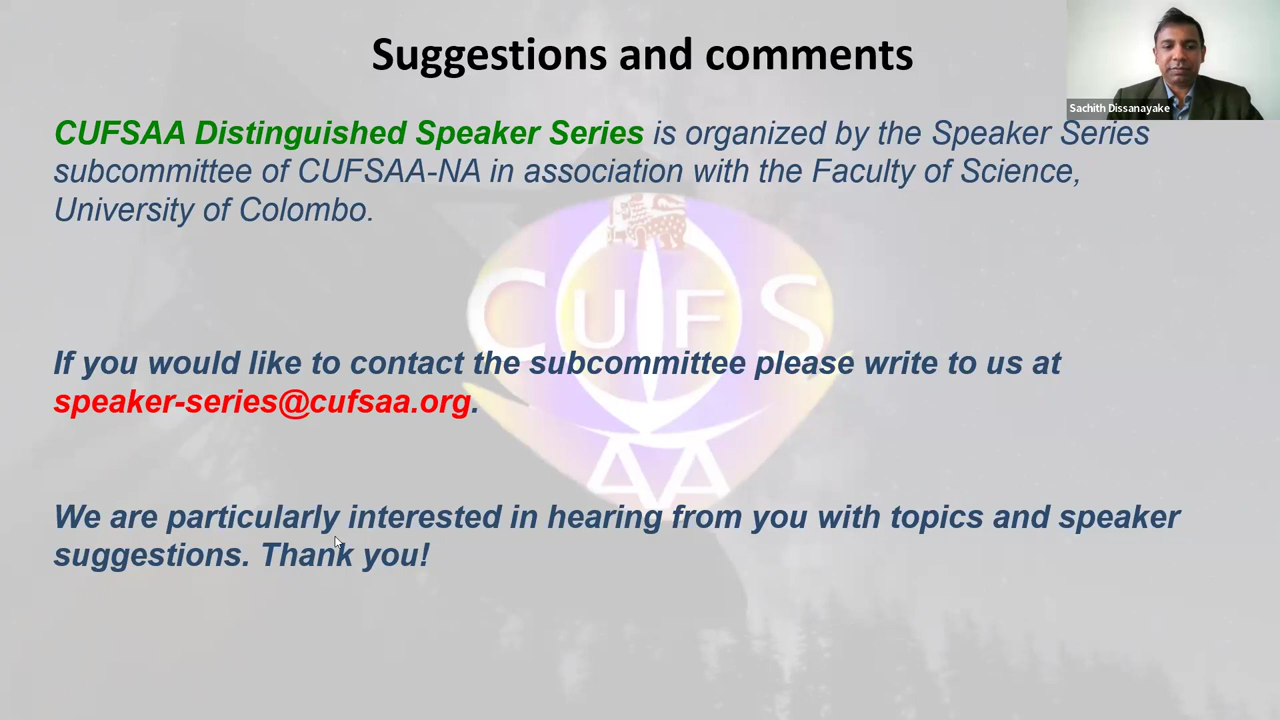 Suggestions and comments
Sachith Dissanayake
CUFSAA Distinguished Speaker Series is organized by the Speaker Series
subcommittee of CUFSAA-NA in association with the Faculty of Science,
University of Colombo.
CUFS
AA
If you would like to contact the subcommittee please write to us at
speaker-series@cufsaa.org.
We are particularly interested in hearing from you with topics and speaker
suggestions. Thank you!